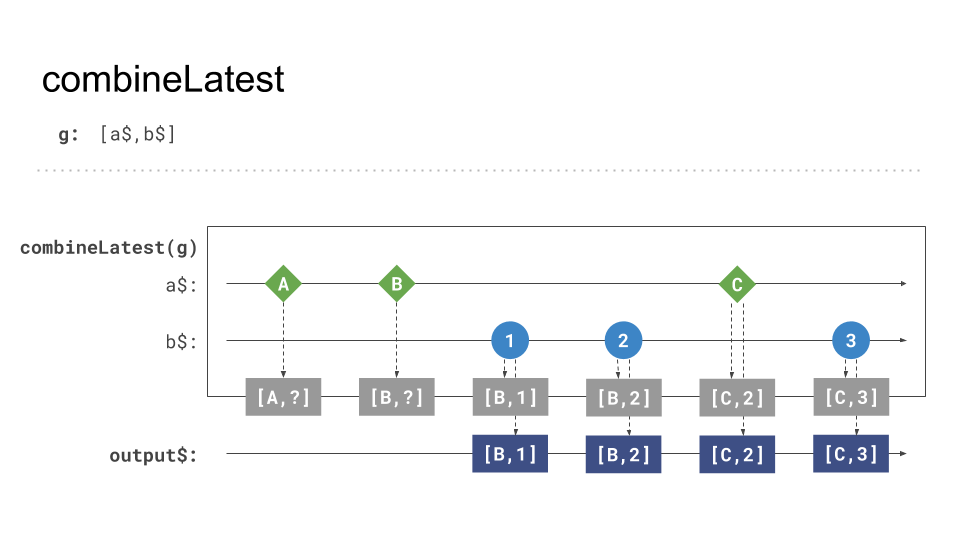 combineLatest
g: [a$,b$]
combineLatest(g)
a$: A B C
b$: 1 2 3
[A,?] [B,?] [B,1] [B,2] [C,2] [C,3]
output$: [B,1] [B,2] [C,2] [C,3]